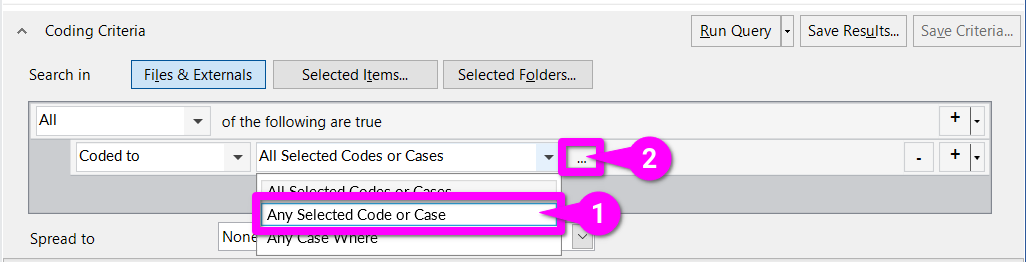 Coding Criteria Run Query Save Results... Save Criteria...
Search in Files & Externals Selected Items... Selected Folders...
All of the following are true +
Coded to All Selected Codes or Cases ... 2 - +
All Selected Codes or Cases
Any Selected Code or Case 1
Spread to None Any Case Where